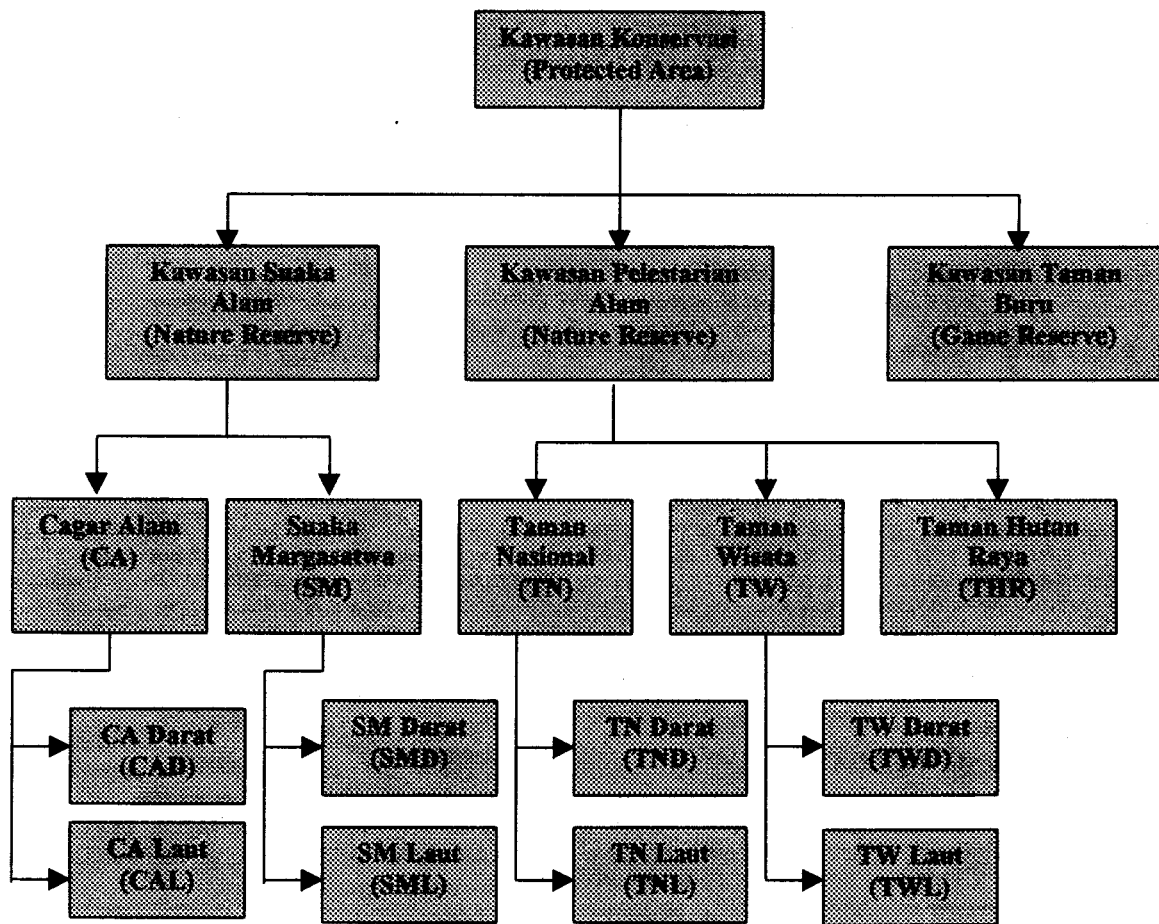 Kawasan Konservasi
(Protected Area)
Kawasan Suaka
Alam
(Nature Reserve)
Kawasan Pelestarian
Alam
(Nature Reserve)
Kawasan Taman
Buru
(Game Reserve)
Cagar Alam
(CA)
Suaka
Margasatwa
(SM)
Taman
Nasional
(TN)
Taman
Wisata
(TW)
Taman Hutan
Raya
(THR)
CA Darat
(CAD)
SM Darat
(SMD)
TN Darat
(TND)
TW Darat
(TWD)
CA Laut
(CAL)
SM Laut
(SML)
TN Laut
(TNL)
TW Laut
(TWL)